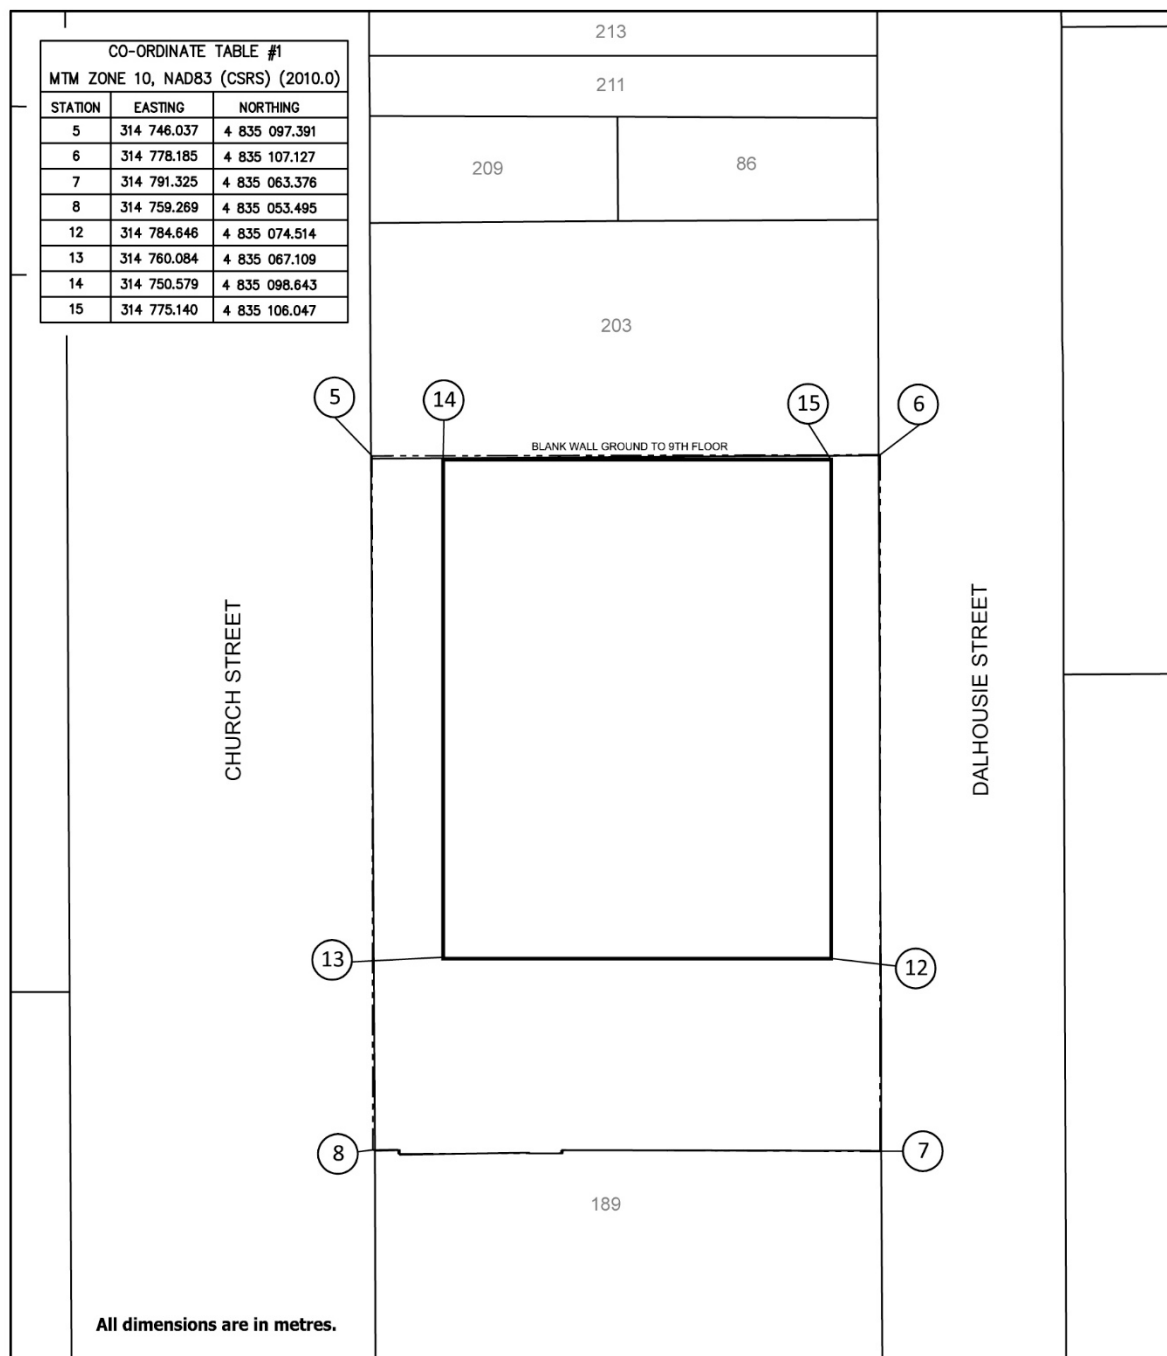 CO-ORDINATE TABLE #1
MTM ZONE 10, NAD83 (CSRS) (2010.0)
STATION EASTING NORTHING
5 314 746.037 4 835 097.391
6 314 778.185 4 835 107.127
7 314 791.325 4 835 063.376
8 314 759.269 4 835 053.495
12 314 784.646 4 835 074.514
13 314 760.084 4 835 067.109
14 314 750.579 4 835 098.643
15 314 775.140 4 835 106.047
213
211
209
86
203
5
14
15
6
BLANK WALL GROUND TO 9TH FLOOR
CHURCH STREET
DALHOUSIE STREET
13
12
8
7
189
All dimensions are in metres.